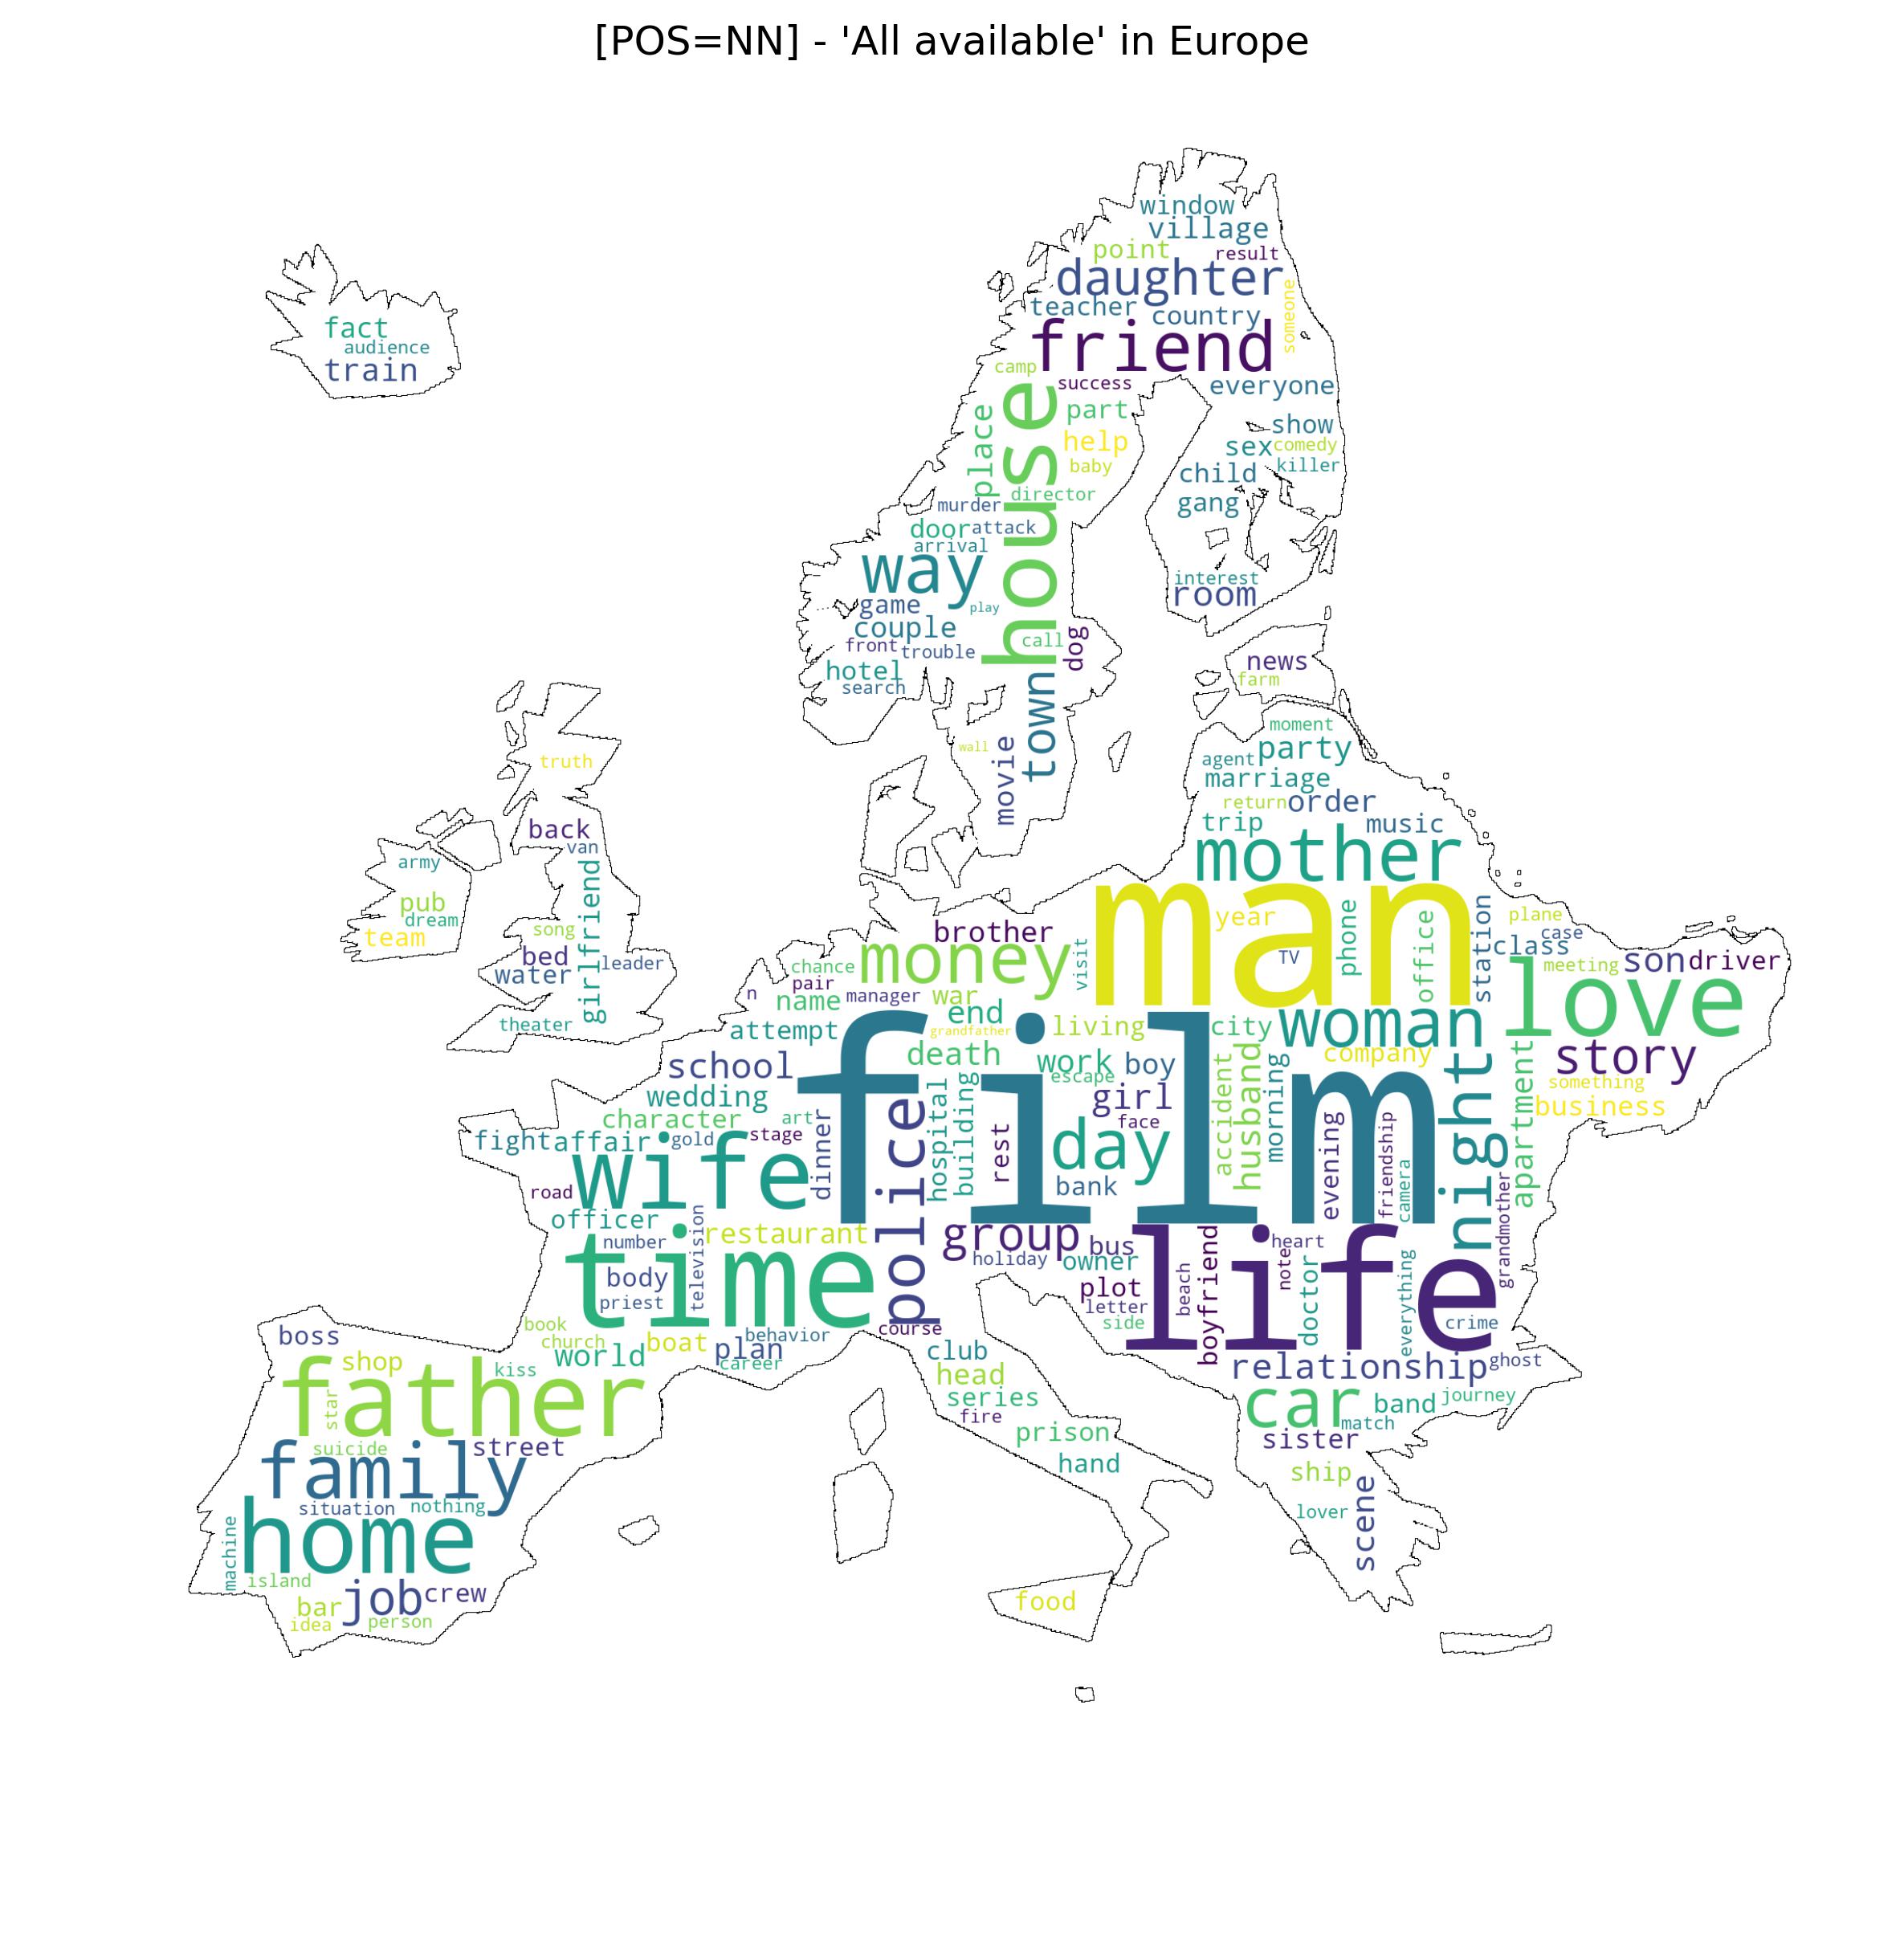 [POS=NN] - 'All available' in Europe
window
village
point
result
daughter
someone
teacher
country
friend
fact
audience
train
camp
success
everyone
house
place
part
help
baby
show
sex
comedy
child
killer
gang
director
murder
door
attack
arrival
way
game
play
couple
front
trouble
call
dog
hotel
search
interest
room
news
farm
town
movie
wall
moment
party
agent
marriage
return
order
trip
music
mother
truth
back
van
army
girlfriend
pub
dream
team
song
bed
leader
water
theater
man
year
TV
phone
office
station
plane
case
class
meeting
son
driver
love
brother
money
visit
chance
pair
n
name
manager
war
end
grandfather
living
city
woman
attempt
school
death
work
boy
company
story
something
business
film
wedding
character
art
escape
girl
face
accident
husband
morning
night
apartment
fight
affair
gold
stage
dinner
police
hospital
building
rest
day
bank
evening
friendship
camera
grandmother
wife
road
officer
number
television
restaurant
time
body
priest
group
holiday
bus
owner
plot
letter
side
beach
boyfriend
life
heart
note
doctor
everything
crime
boss
shop
book
church
boat
behavior
course
world
plan
career
kiss
father
star
club
head
series
fire
prison
hand
relationship
ghost
car
band
journey
match
sister
ship
lover
scene
suicide
street
family
situation
nothing
home
machine
island
job
crew
bar
idea
person
food